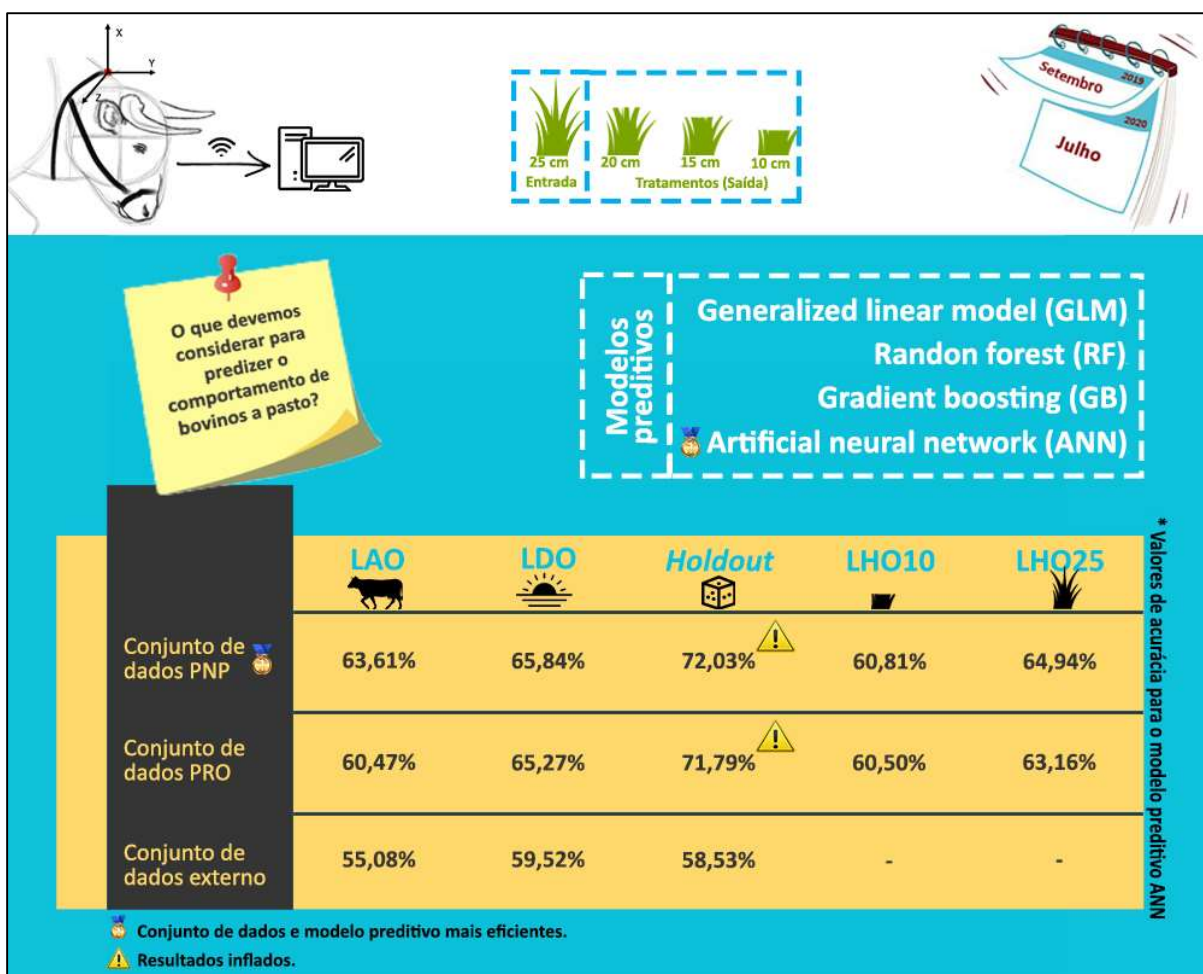 X
Y
Z
Setembro
2019
2020
Julho
25 cm
20 cm
15 cm
10 cm
Entrada
Tratamentos (Saída)
O que devemos
considerar para
predizer o
comportamento de
bovinos a pasto?
Modelos
preditivos
Generalized linear model (GLM)
Randon forest (RF)
Gradient boosting (GB)
Artificial neural network (ANN)
LAO
LDO
Holdout
LHO10
LHO25
Conjunto de
dados PNP
63,61%
65,84%
72,03%
60,81%
64,94%
Conjunto de
dados PRO
60,47%
65,27%
71,79%
60,50%
63,16%
Conjunto de
dados externo
55,08%
59,52%
58,53%
-
-
* Valores de acurácia para o modelo preditivo ANN
Conjunto de dados e modelo preditivo mais eficientes.
Resultados inflados.